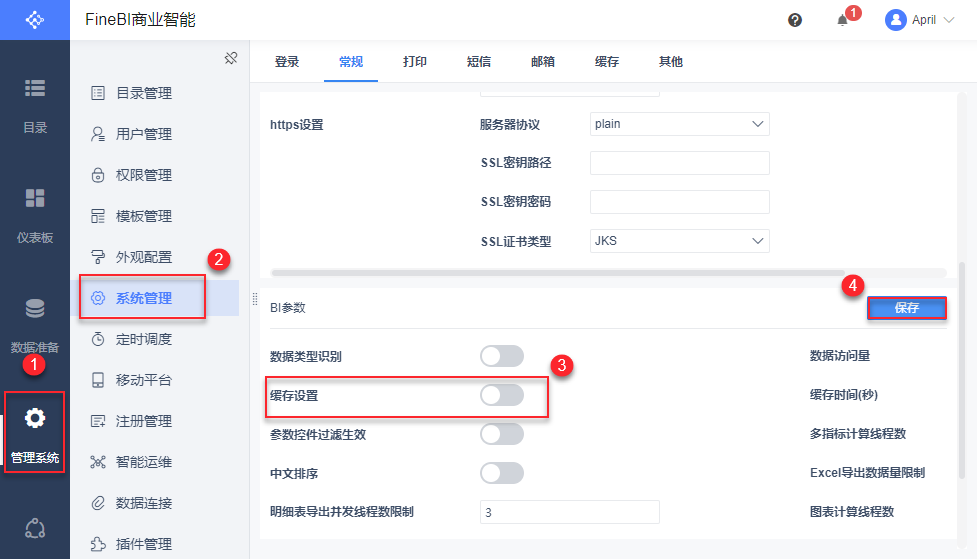 FineBI商业智能
1
April
目录
仪表板
数据准备
1
管理系统
目录管理
用户管理
权限管理
模板管理
外观配置
2
系统管理
定时调度
移动平台
注册管理
智能运维
数据连接
插件管理
登录 常规 打印 短信 邮箱 缓存 其他
https设置 服务器协议 plain
SSL密钥路径
SSL密钥密码
SSL证书类型 JKS
4
BI参数 保存
数据类型识别 数据访问量
3
缓存设置 缓存时间(秒)
参数控件过滤生效 多指标计算线程数
中文排序 Excel导出数据量限制
明细表导出并发线程数限制 3 图表计算线程数